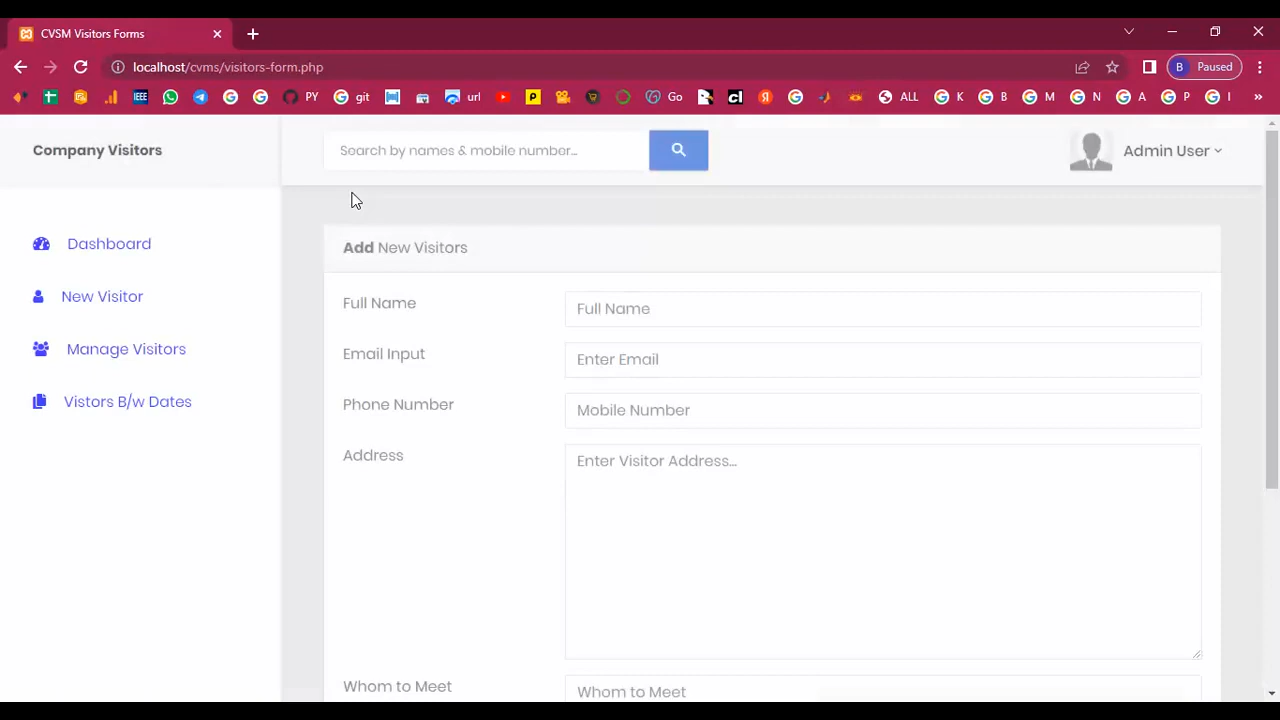 CVSM Visitors Forms
localhost/cvms/visitors-form.php
B Paused
PY git url Go ALL K B M N A P I
Company Visitors
Search by names & mobile number...
Admin User
Dashboard
New Visitor
Manage Visitors
Vistors B/w Dates
Add New Visitors
Full Name
Full Name
Email Input
Enter Email
Phone Number
Mobile Number
Address
Enter Visitor Address...
Whom to Meet
Whom to Meet